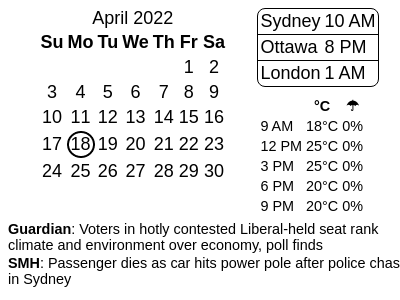 April 2022
Su Mo Tu We Th Fr Sa
1 2
3 4 5 6 7 8 9
10 11 12 13 14 15 16
17 18 19 20 21 22 23
24 25 26 27 28 29 30
Sydney 10 AM
Ottawa 8 PM
London 1 AM
°C ☂
9 AM 18°C 0%
12 PM 25°C 0%
3 PM 25°C 0%
6 PM 20°C 0%
9 PM 20°C 0%
Guardian: Voters in hotly contested Liberal-held seat rank
climate and environment over economy, poll finds
SMH: Passenger dies as car hits power pole after police chas
in Sydney